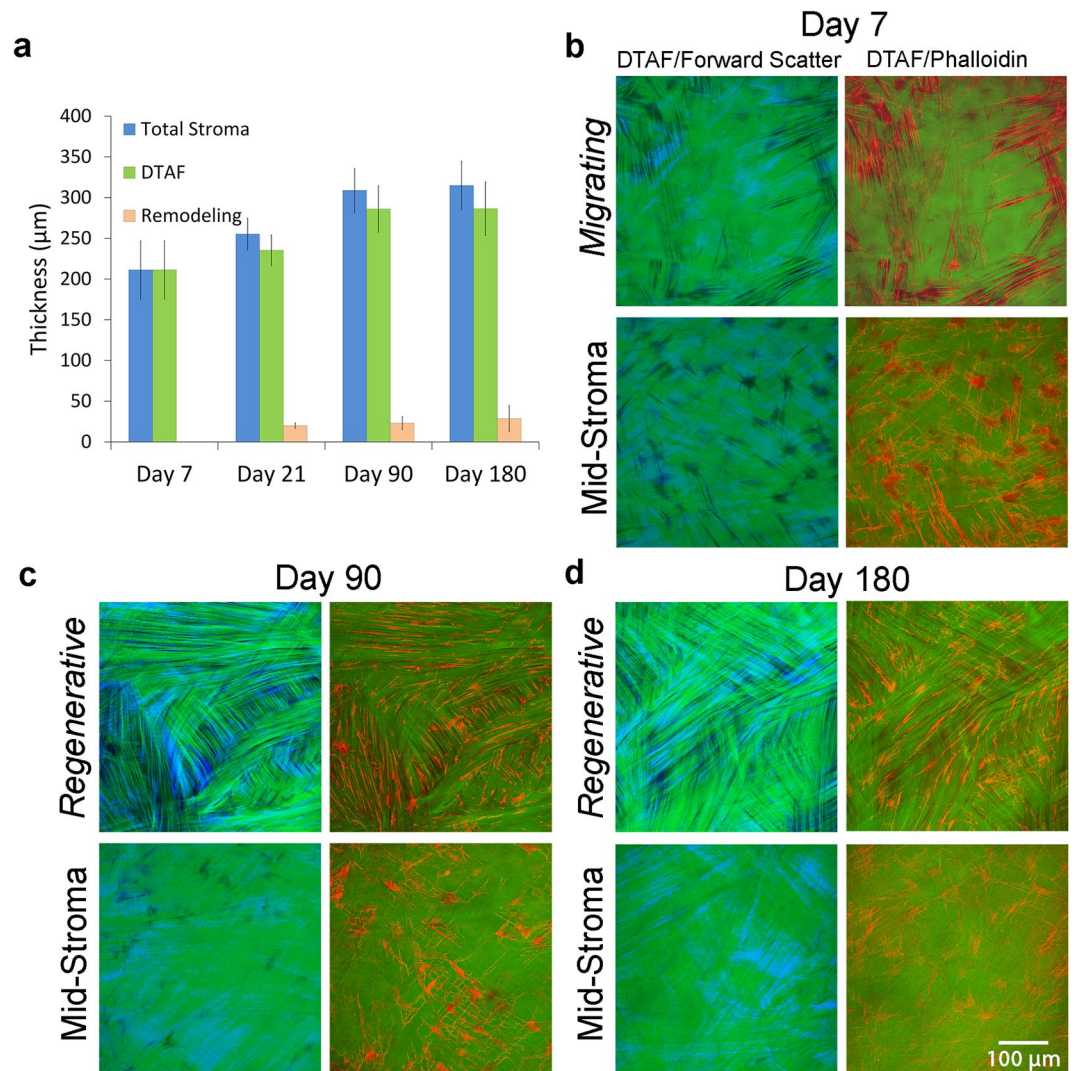 a
Thickness (µm)
400
350
300
250
200
150
100
50
0
Total Stroma
DTAF
Remodeling
Day 7
Day 21
Day 90
Day 180
b
Day 7
DTAF/Forward Scatter
DTAF/Phalloidin
Migrating
Mid-Stroma
c
Day 90
Regenerative
Mid-Stroma
d
Day 180
Regenerative
Mid-Stroma
100 µm